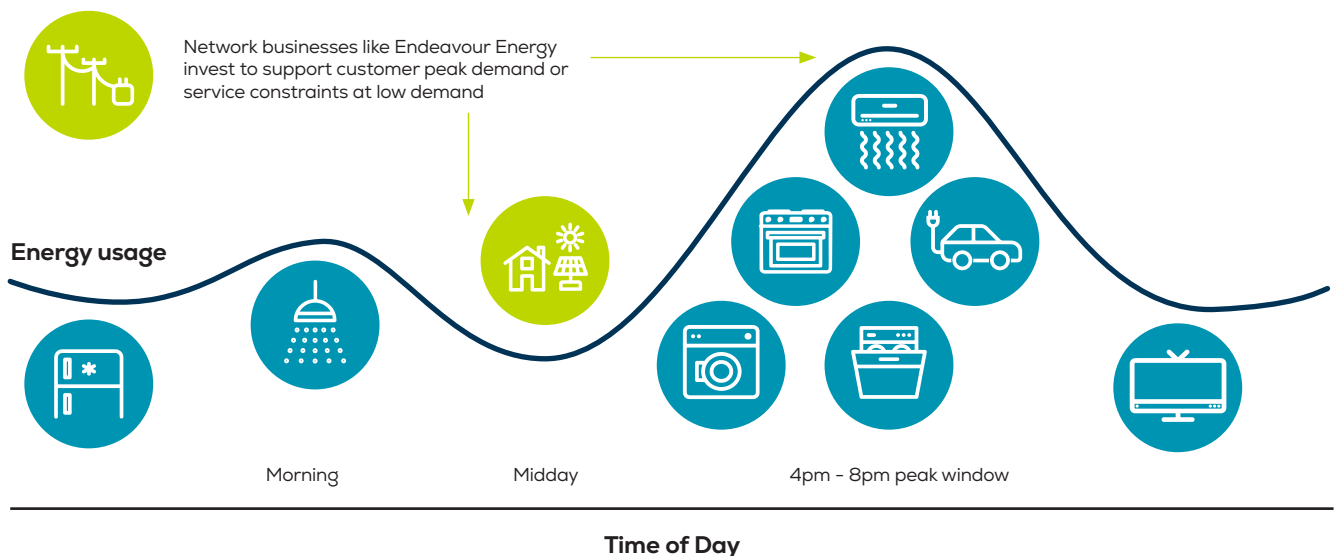 Network businesses like Endeavour Energy
invest to support customer peak demand or
service constraints at low demand
Energy usage
Morning
Midday
4pm - 8pm peak window
Time of Day